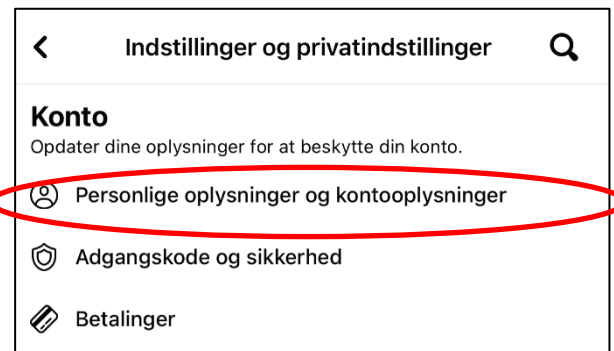 Indstillinger og privatindstillinger
Konto
Opdater dine oplysninger for at beskytte din konto.
Personlige oplysninger og kontooplysninger
Adgangskode og sikkerhed
Betalinger